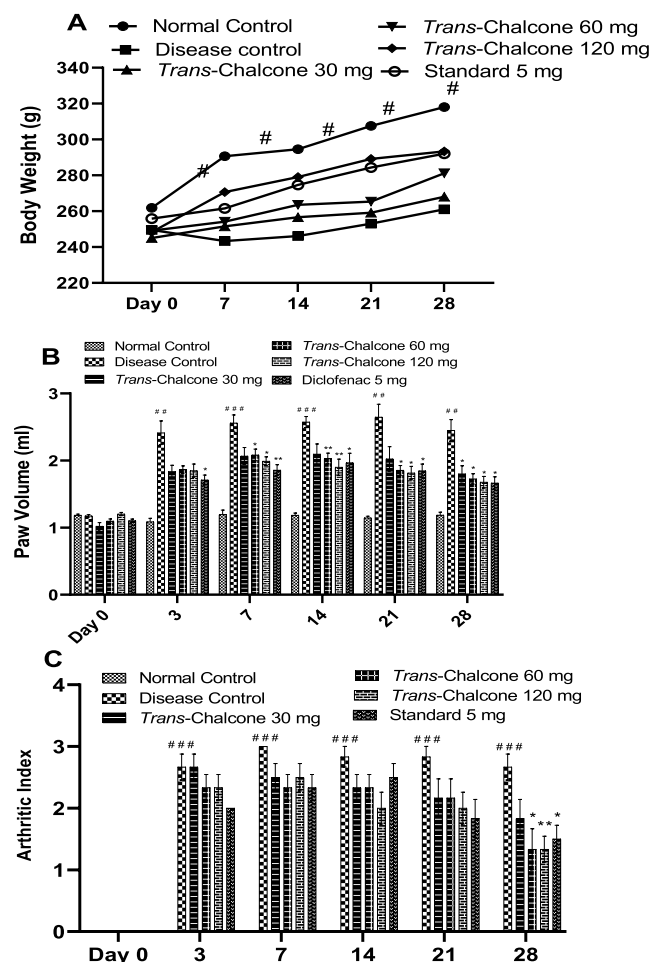 A
Normal Control
Disease control
Trans-Chalcone 30 mg
Trans-Chalcone 60 mg
Trans-Chalcone 120 mg
Standard 5 mg
Body Weight (g)
340
320
300
280
260
240
220
# # # # #
Day 0 7 14 21 28
B
Normal Control
Disease Control
Trans-Chalcone 30 mg
Trans-Chalcone 60 mg
Trans-Chalcone 120 mg
Diclofenac 5 mg
Paw Volume (ml)
3
2
1
0
## ### ### ## ##
* * * ** ** ** * * * * * * * *
Day 0 3 7 14 21 28
C
Normal Control
Disease Control
Trans-Chalcone 30 mg
Trans-Chalcone 60 mg
Trans-Chalcone 120 mg
Standard 5 mg
Arthritic Index
4
3
2
1
0
### ### ### ### ###
* ** *
Day 0 3 7 14 21 28